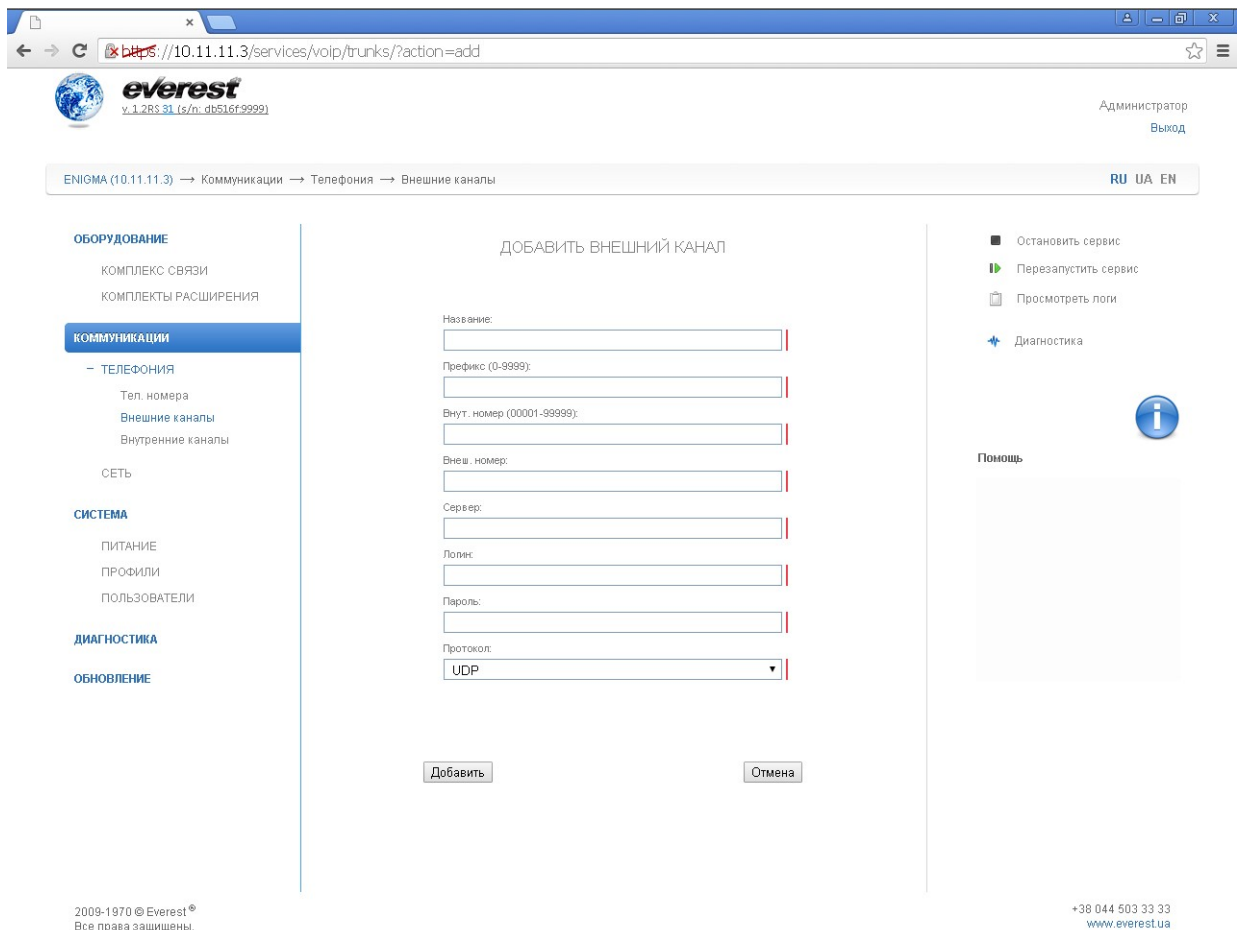 https://10.11.11.3/services/voip/trunks/?action=add
everest
v. 1.2RS 31 (s/n: db516f:9999)
Администратор
Выход
ENIGMA (10.11.11.3) → Коммуникации → Телефония → Внешние каналы
RU UA EN
ОБОРУДОВАНИЕ
КОМПЛЕКС СВЯЗИ
КОМПЛЕКТЫ РАСШИРЕНИЯ
КОММУНИКАЦИИ
− ТЕЛЕФОНИЯ
Тел. номера
Внешние каналы
Внутренние каналы
СЕТЬ
СИСТЕМА
ПИТАНИЕ
ПРОФИЛИ
ПОЛЬЗОВАТЕЛИ
ДИАГНОСТИКА
ОБНОВЛЕНИЕ
ДОБАВИТЬ ВНЕШНИЙ КАНАЛ
Название:
Префикс (0-9999):
Внут. номер (00001-99999):
Внеш. номер:
Сервер:
Логин:
Пароль:
Протокол:
UDP
Добавить
Отмена
Остановить сервис
Перезапустить сервис
Просмотреть логи
Диагностика
Помощь
2009-1970 © Everest ®
Все права защищены.
+38 044 503 33 33
www.everest.ua